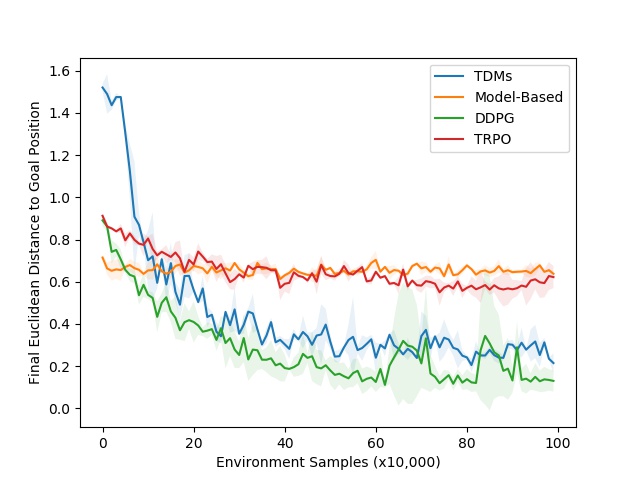 1.6
1.4
1.2
1.0
0.8
0.6
0.4
0.2
0.0
Final Euclidean Distance to Goal Position
TDMs
Model-Based
DDPG
TRPO
0
20
40
60
80
100
Environment Samples (x10,000)